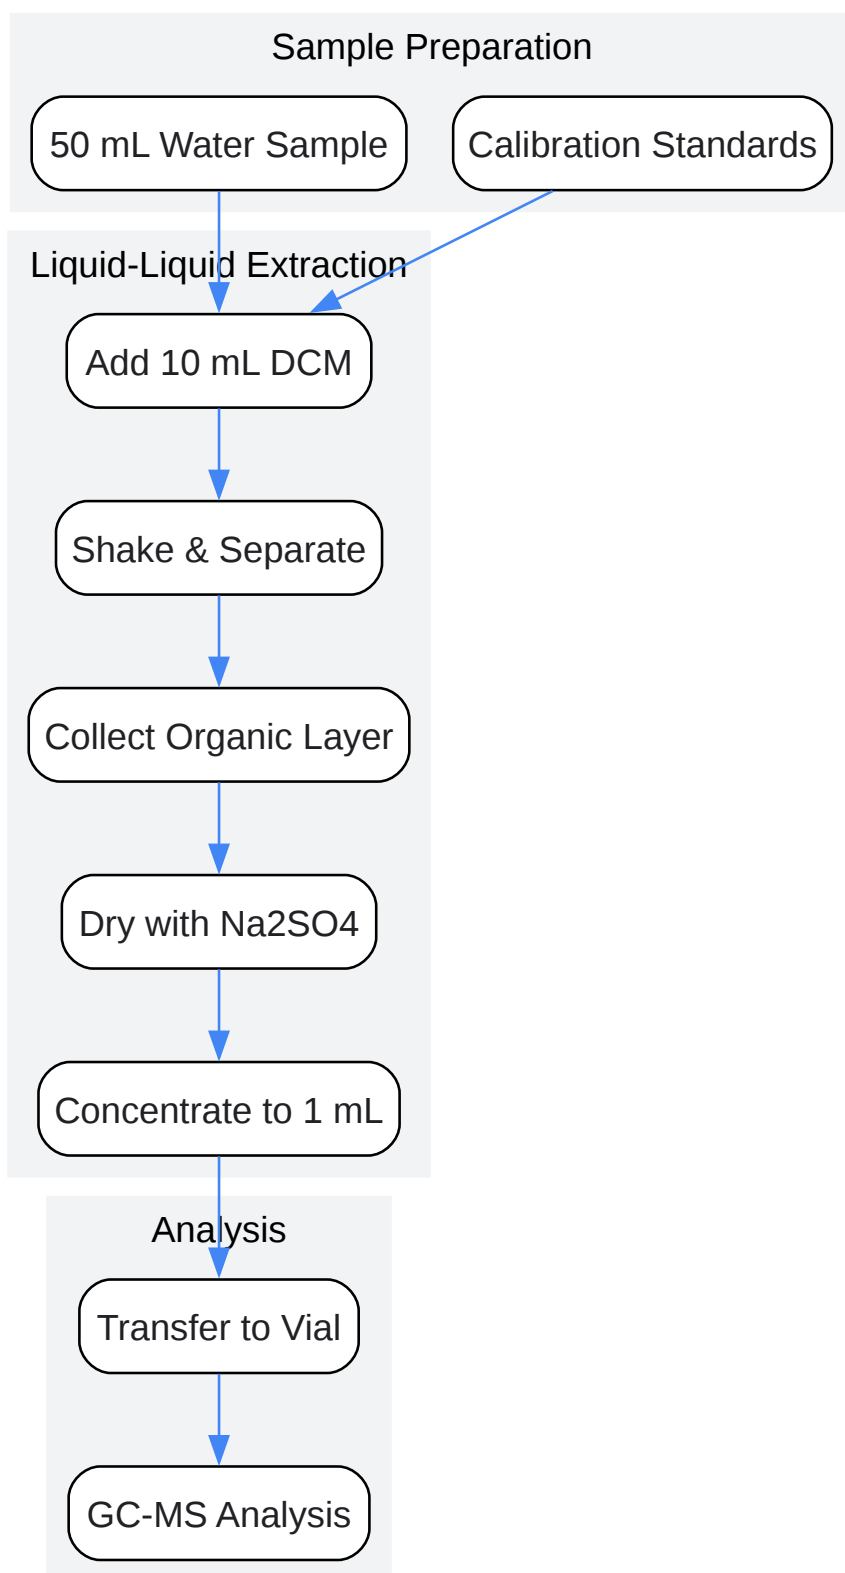 Sample Preparation
50 mL Water Sample
Calibration Standards
Liquid-Liquid Extraction
Add 10 mL DCM
Shake & Separate
Collect Organic Layer
Dry with Na2SO4
Concentrate to 1 mL
Analysis
Transfer to Vial
GC-MS Analysis